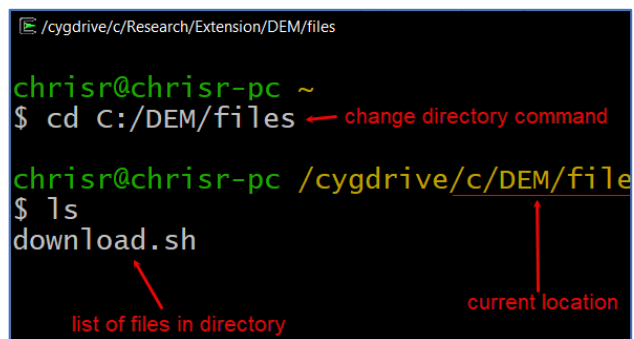 /cygdrive/c/Research/Extension/DEM/files
chrisr@chrisr-pc ~
$ cd C:/DEM/files
change directory command
chrisr@chrisr-pc /cygdrive/c/DEM/file
$ ls
download.sh
current location
list of files in directory